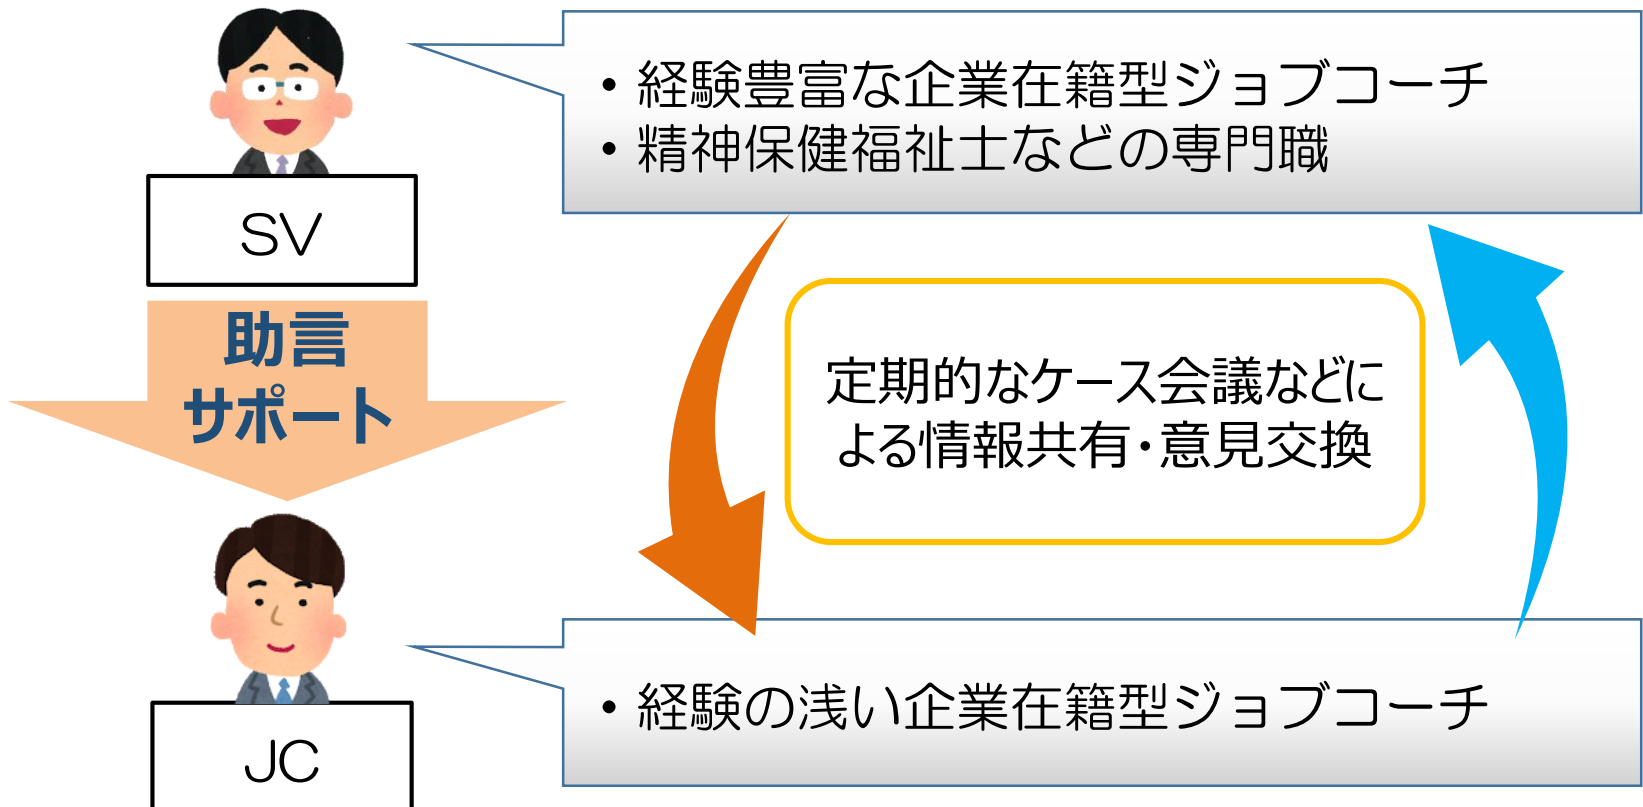 ・経験豊富な企業在籍型ジョブコーチ
・精神保健福祉士などの専門職
SV
助言
サポート
定期的なケース会議などに
よる情報共有・意見交換
・経験の浅い企業在籍型ジョブコーチ
JC